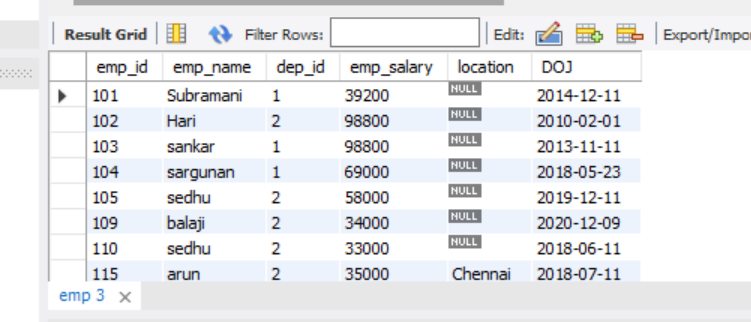 Result Grid Filter Rows: Edit: Export/Impo
emp_id emp_name dep_id emp_salary location DOJ
101 Subramani 1 39200 NULL 2014-12-11
102 Hari 2 98800 NULL 2010-02-01
103 sankar 1 98800 NULL 2013-11-11
104 sargunan 1 69000 NULL 2018-05-23
105 sedhu 2 58000 NULL 2019-12-11
109 balaji 2 34000 NULL 2020-12-09
110 sedhu 2 33000 NULL 2018-06-11
115 arun 2 35000 Chennai 2018-07-11
emp 3